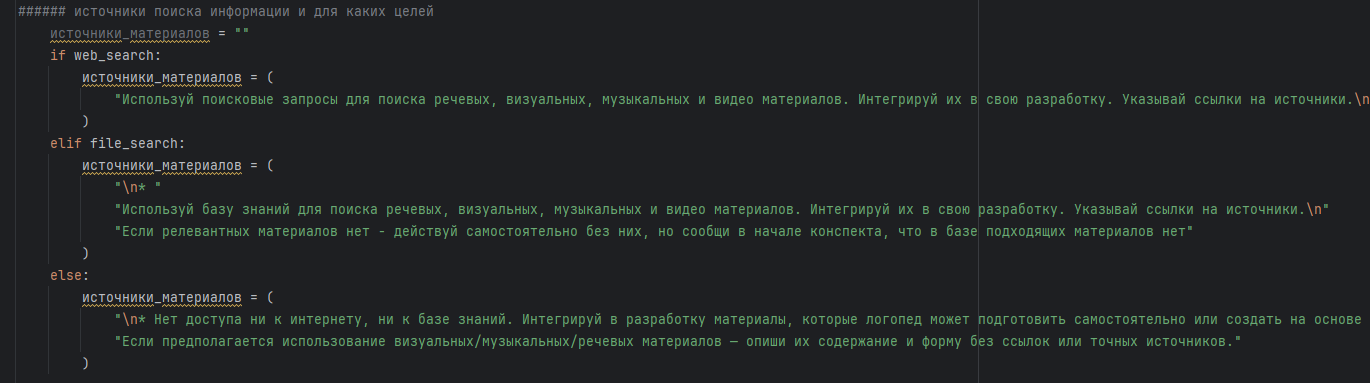 ###### источники поиска информации и для каких целей
источники_материалов = ""
if web_search:
источники_материалов = (
"Используй поисковые запросы для поиска речевых, визуальных, музыкальных и видео материалов. Интегрируй их в свою разработку. Указывай ссылки на источники.\n
)
elif file_search:
источники_материалов = (
"\n* "
"Используй базу знаний для поиска речевых, визуальных, музыкальных и видео материалов. Интегрируй их в свою разработку. Указывай ссылки на источники.\n"
"Если релевантных материалов нет - действуй самостоятельно без них, но сообщи в начале конспекта, что в базе подходящих материалов нет"
)
else:
источники_материалов = (
"\n* Нет доступа ни к интернету, ни к базе знаний. Интегрируй в разработку материалы, которые логопед может подготовить самостоятельно или создать на основе
"Если предполагается использование визуальных/музыкальных/речевых материалов — опиши их содержание и форму без ссылок или точных источников."
)